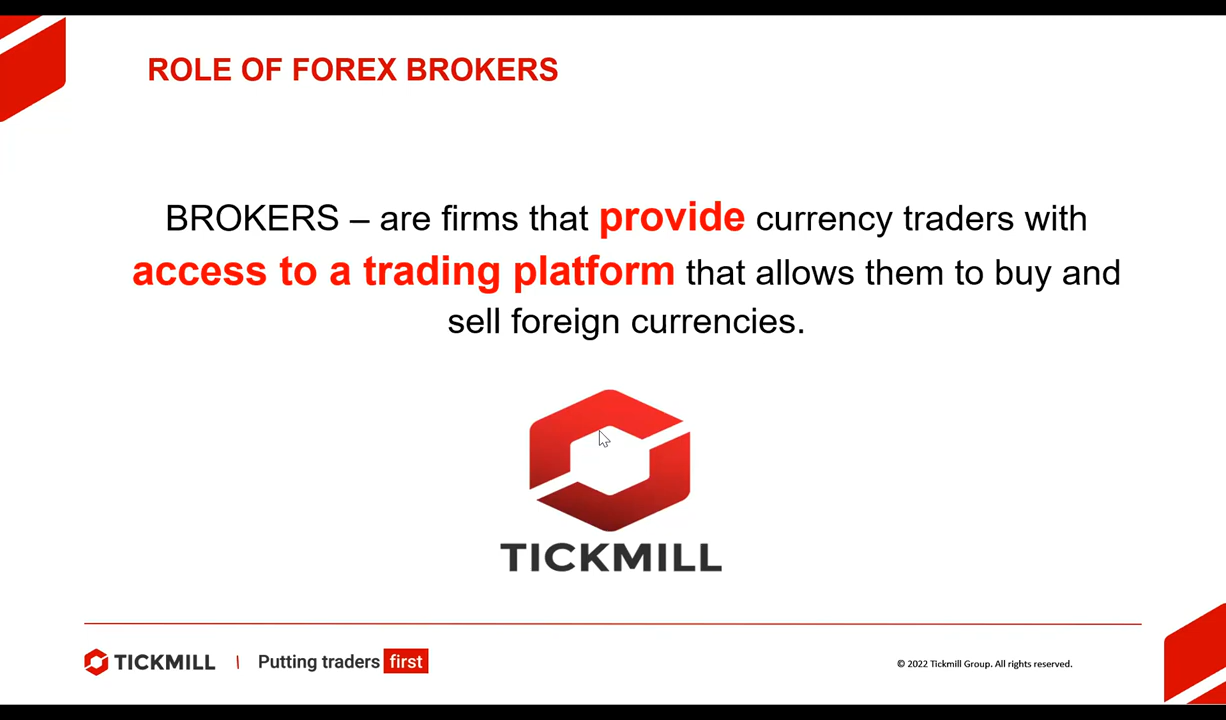 ROLE OF FOREX BROKERS
BROKERS – are firms that provide currency traders with
access to a trading platform that allows them to buy and
sell foreign currencies.
TICKMILL
TICKMILL | Putting traders first
© 2022 Tickmill Group. All rights reserved.